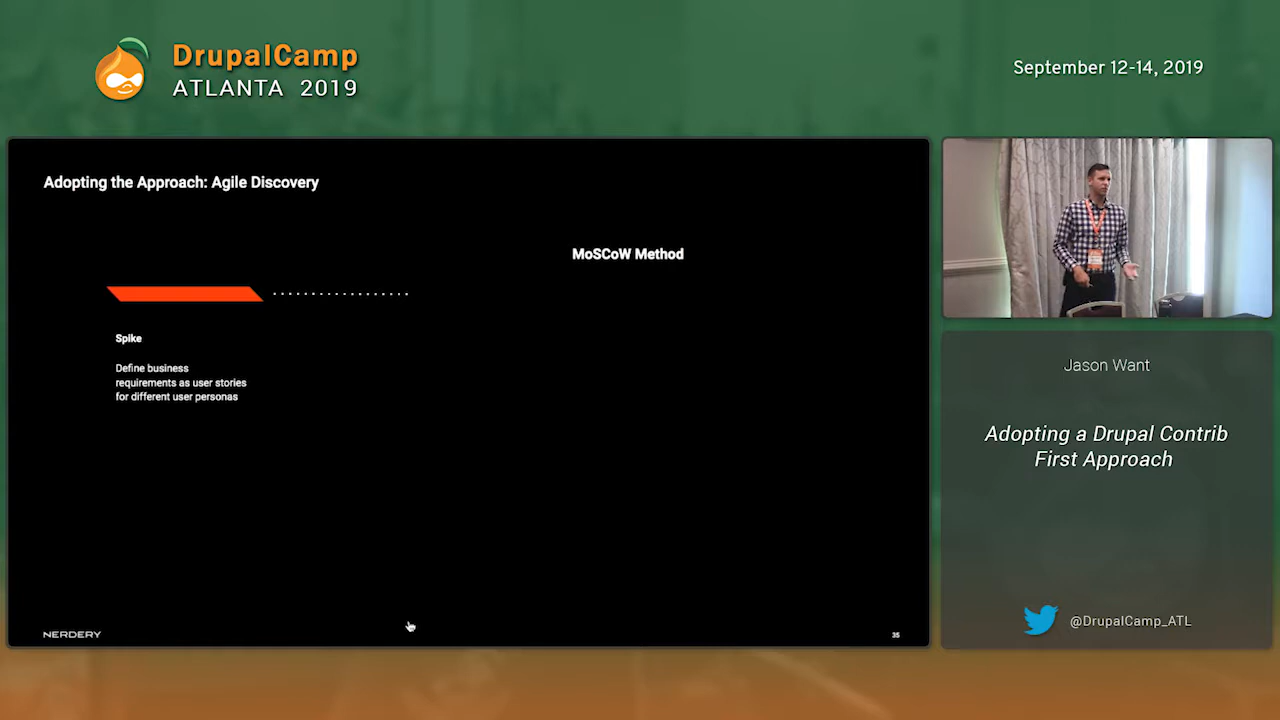 DrupalCamp
ATLANTA 2019
September 12-14, 2019
Adopting the Approach: Agile Discovery
MoSCoW Method
Spike
Define business
requirements as user stories
for different user personas
NERDERY
35
Jason Want
Adopting a Drupal Contrib
First Approach
@DrupalCamp_ATL